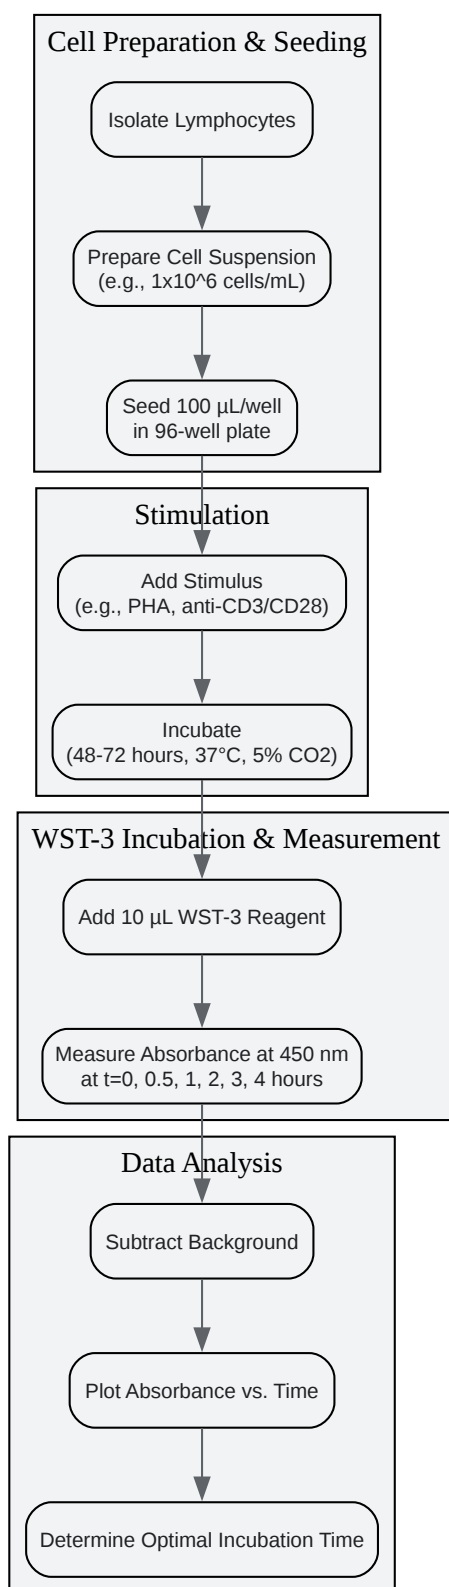 Cell Preparation & Seeding
Isolate Lymphocytes
Prepare Cell Suspension
(e.g., 1x10^6 cells/mL)
Seed 100 µL/well
in 96-well plate
Stimulation
Add Stimulus
(e.g., PHA, anti-CD3/CD28)
Incubate
(48-72 hours, 37°C, 5% CO2)
WST-3 Incubation & Measurement
Add 10 µL WST-3 Reagent
Measure Absorbance at 450 nm
at t=0, 0.5, 1, 2, 3, 4 hours
Data Analysis
Subtract Background
Plot Absorbance vs. Time
Determine Optimal Incubation Time